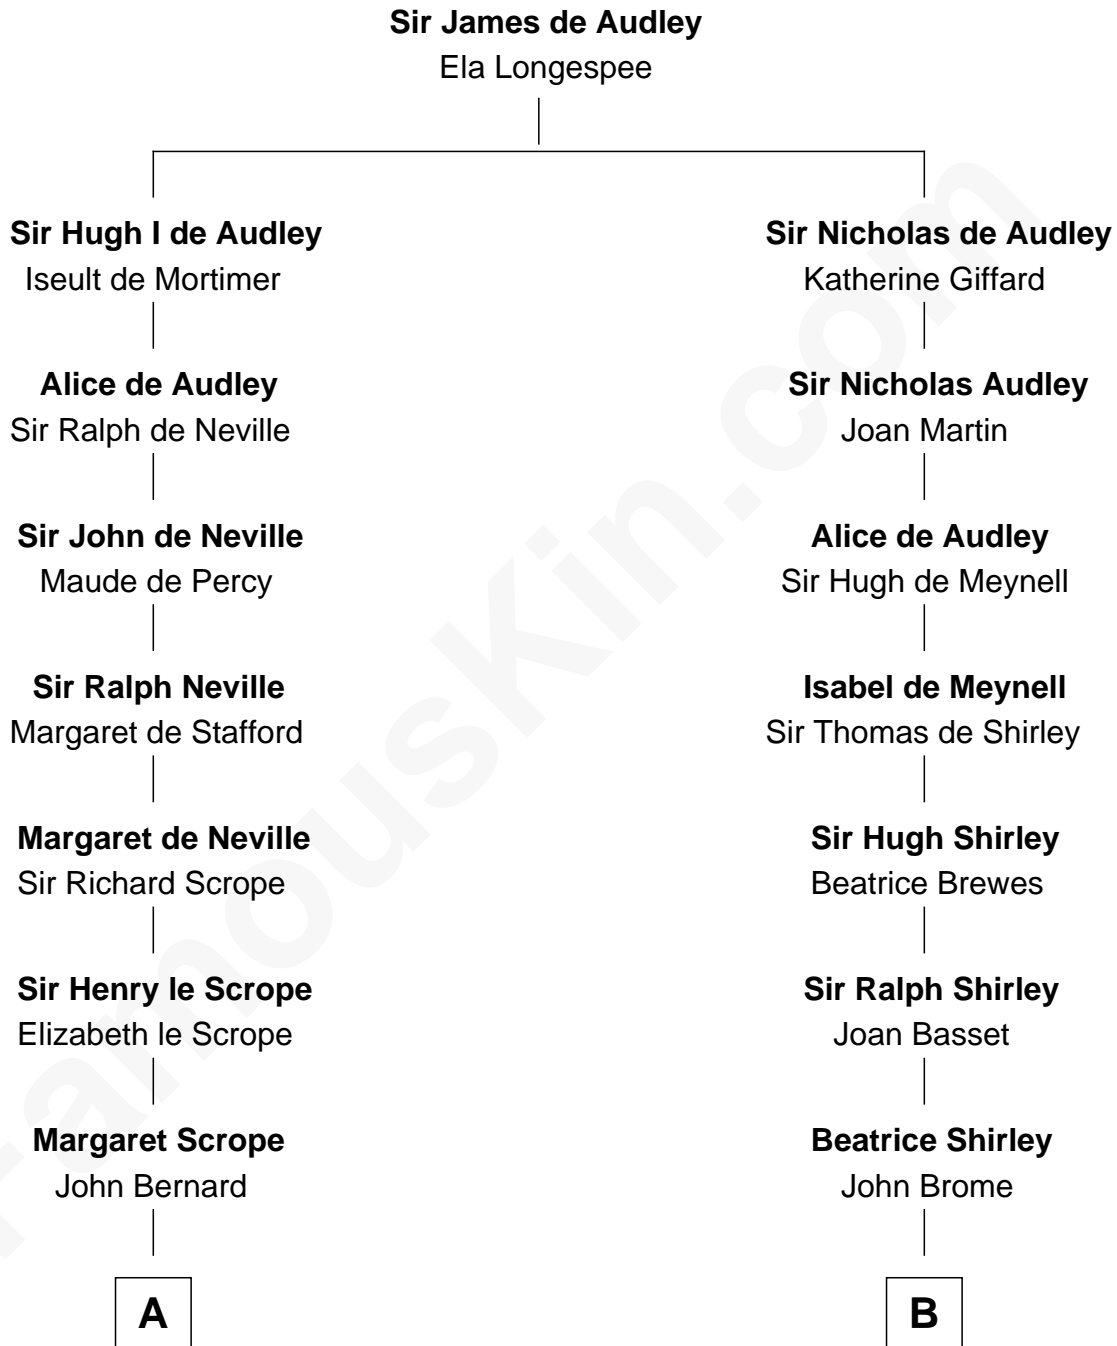 Sir James de Audley
Ela Longespee
Sir Hugh I de Audley
Iseult de Mortimer
Sir Nicholas de Audley
Katherine Giffard
Alice de Audley
Sir Ralph de Neville
Sir Nicholas Audley
Joan Martin
Sir John de Neville
Maude de Percy
Alice de Audley
Sir Hugh de Meynell
Sir Ralph Neville
Margaret de Stafford
Isabel de Meynell
Sir Thomas de Shirley
Margaret de Neville
Sir Richard Scrope
Sir Hugh Shirley
Beatrice Brewes
Sir Henry le Scrope
Elizabeth le Scrope
Sir Ralph Shirley
Joan Basset
Margaret Scrope
John Bernard
Beatrice Shirley
John Brome
A
B
FamousKin.com